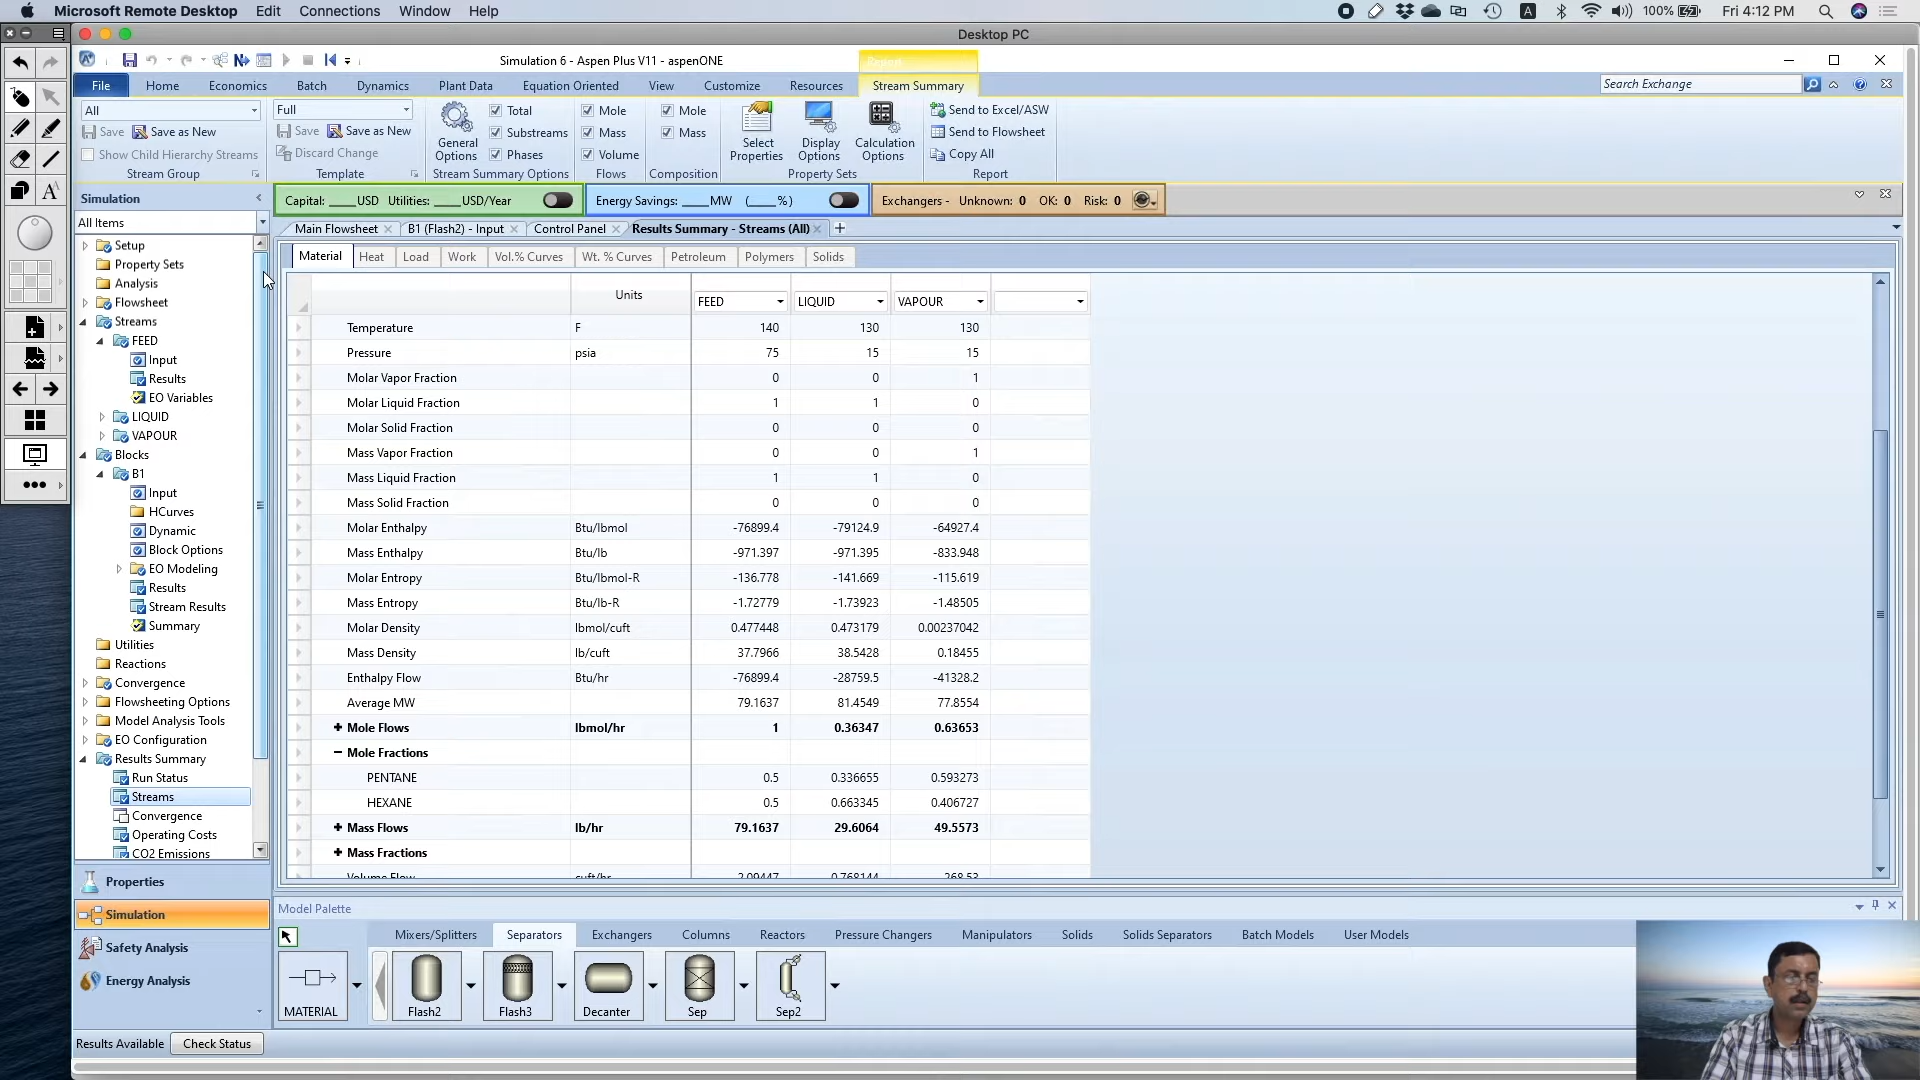 Microsoft Remote Desktop Edit Connections Window Help 100% Fri 4:12 PM
Desktop PC
Simulation 6 - Aspen Plus V11 - aspenONE
File Home Economics Batch Dynamics Plant Data Equation Oriented View Customize Resources Stream Summary Search Exchange
All Full Total Mole Mole Send to Excel/ASW
Save Save as New Save Save as New General Options Substreams Mass Mass Select Properties Display Options Calculation Options Send to Flowsheet
Show Child Hierarchy Streams Discard Change Phases Volume Copy All
Stream Group Template Stream Summary Options Flows Composition Property Sets Report
Simulation Capital: ____USD Utilities: ____USD/Year Energy Savings: ____MW (____%) Exchangers - Unknown: 0 OK: 0 Risk: 0
All Items
Main Flowsheet B1 (Flash2) - Input Control Panel Results Summary - Streams (All)
Material Heat Load Work Vol.% Curves Wt. % Curves Petroleum Polymers Solids
Setup
Property Sets
Analysis
Flowsheet
Streams
FEED
Input
Results
EO Variables
LIQUID
VAPOUR
Blocks
B1
Input
HCurves
Dynamic
Block Options
EO Modeling
Results
Stream Results
Summary
Utilities
Reactions
Convergence
Flowsheeting Options
Model Analysis Tools
EO Configuration
Results Summary
Run Status
Streams
Convergence
Operating Costs
CO2 Emissions
Properties
Simulation
Safety Analysis
Energy Analysis
Units FEED LIQUID VAPOUR
Temperature F 140 130 130
Pressure psia 75 15 15
Molar Vapor Fraction 0 0 1
Molar Liquid Fraction 1 1 0
Molar Solid Fraction 0 0 0
Mass Vapor Fraction 0 0 1
Mass Liquid Fraction 1 1 0
Mass Solid Fraction 0 0 0
Molar Enthalpy Btu/lbmol -76899.4 -79124.9 -64927.4
Mass Enthalpy Btu/lb -971.397 -971.395 -833.948
Molar Entropy Btu/lbmol-R -136.778 -141.669 -115.619
Mass Entropy Btu/lb-R -1.72779 -1.73923 -1.48505
Molar Density lbmol/cuft 0.477448 0.473179 0.00237042
Mass Density lb/cuft 37.7966 38.5428 0.18455
Enthalpy Flow Btu/hr -76899.4 -28759.5 -41328.2
Average MW 79.1637 81.4549 77.8554
+ Mole Flows lbmol/hr 1 0.36347 0.63653
− Mole Fractions
PENTANE 0.5 0.336655 0.593273
HEXANE 0.5 0.663345 0.406727
+ Mass Flows lb/hr 79.1637 29.6064 49.5573
+ Mass Fractions
Volume Flow cuft/hr 2.09447 0.768144 268.53
Model Palette
Mixers/Splitters Separators Exchangers Columns Reactors Pressure Changers Manipulators Solids Solids Separators Batch Models User Models
MATERIAL Flash2 Flash3 Decanter Sep Sep2
Results Available Check Status